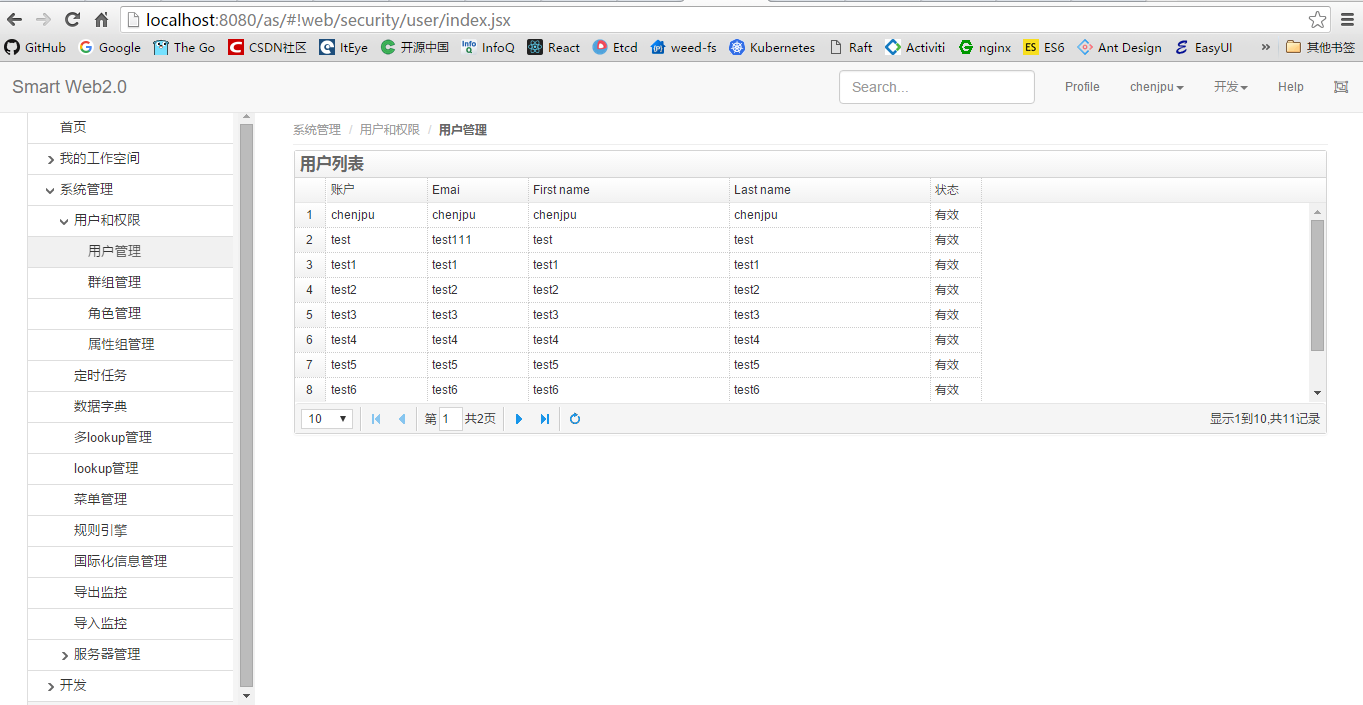 localhost:8080/as/#!web/security/user/index.jsx
GitHub Google The Go CSDN社区 ItEye 开源中国 InfoQ React Etcd weed-fs Kubernetes Raft Activiti nginx ES6 Ant Design EasyUI » 其他书签
Smart Web2.0 Search... Profile chenjpu 开发 Help
首页
我的工作空间
系统管理
用户和权限
用户管理
群组管理
角色管理
属性组管理
定时任务
数据字典
多lookup管理
lookup管理
菜单管理
规则引擎
国际化信息管理
导出监控
导入监控
服务器管理
开发
系统管理 / 用户和权限 / 用户管理
用户列表
账户 Emai First name Last name 状态
1 chenjpu chenjpu chenjpu chenjpu 有效
2 test test111 test test 有效
3 test1 test1 test1 test1 有效
4 test2 test2 test2 test2 有效
5 test3 test3 test3 test3 有效
6 test4 test4 test4 test4 有效
7 test5 test5 test5 test5 有效
8 test6 test6 test6 test6 有效
10 第 1 共2页 显示1到10,共11记录